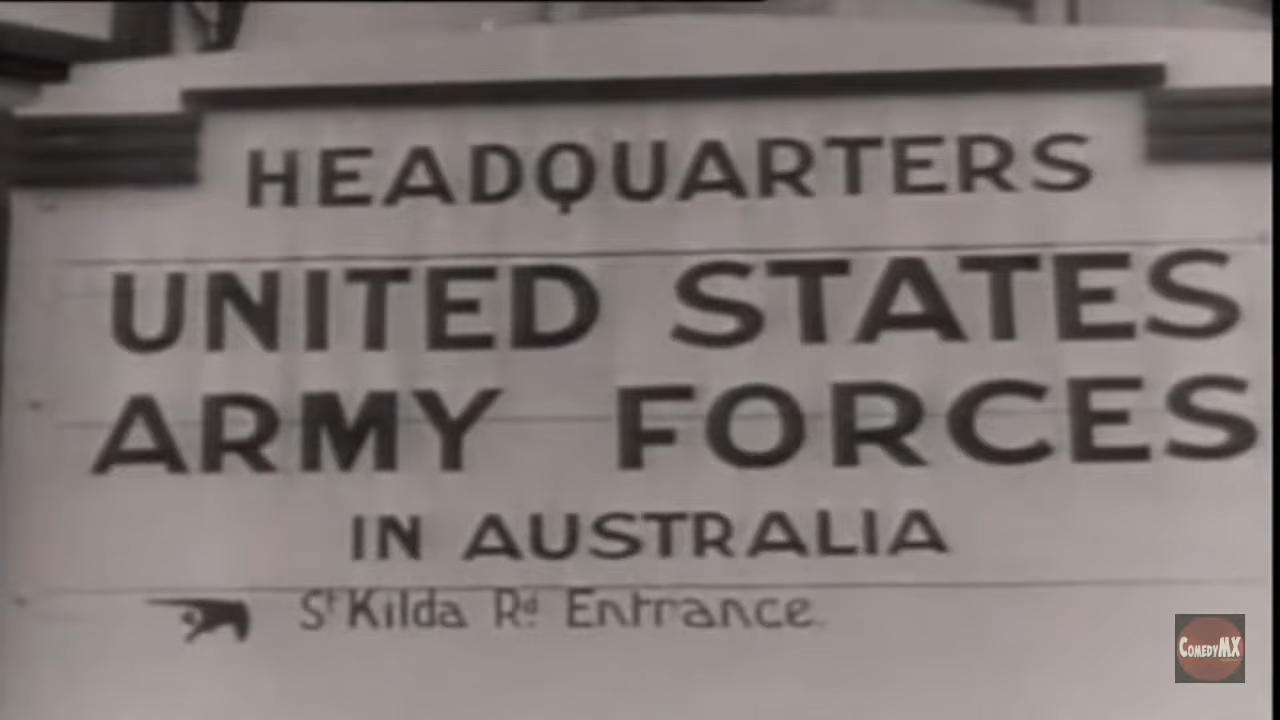 HEADQUARTERS
UNITED STATES
ARMY FORCES
IN AUSTRALIA
St Kilda Rd. Entrance.
COMEDYMX